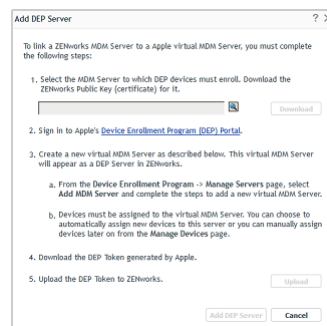 Add DEP Server
? X
To link a ZENworks MDM Server to a Apple virtual MDM Server, you must complete
the following steps:
1. Select the MDM Server to which DEP devices must enroll. Download the
ZENworks Public Key (certificate) for it.
Download
2. Sign in to Apple's Device Enrollment Program (DEP) Portal.
3. Create a new virtual MDM Server as described below. This virtual MDM Server
will appear as a DEP Server in ZENworks.
a. From the Device Enrollment Program -> Manage Servers page, select
Add MDM Server and complete the steps to add a new virtual MDM Server.
b. Devices must be assigned to the virtual MDM Server. You can choose to
automatically assign new devices to this server or you can manually assign
devices later on from the Manage Devices page.
4. Download the DEP Token generated by Apple.
5. Upload the DEP Token to ZENworks.
Upload
Add DEP Server
Cancel